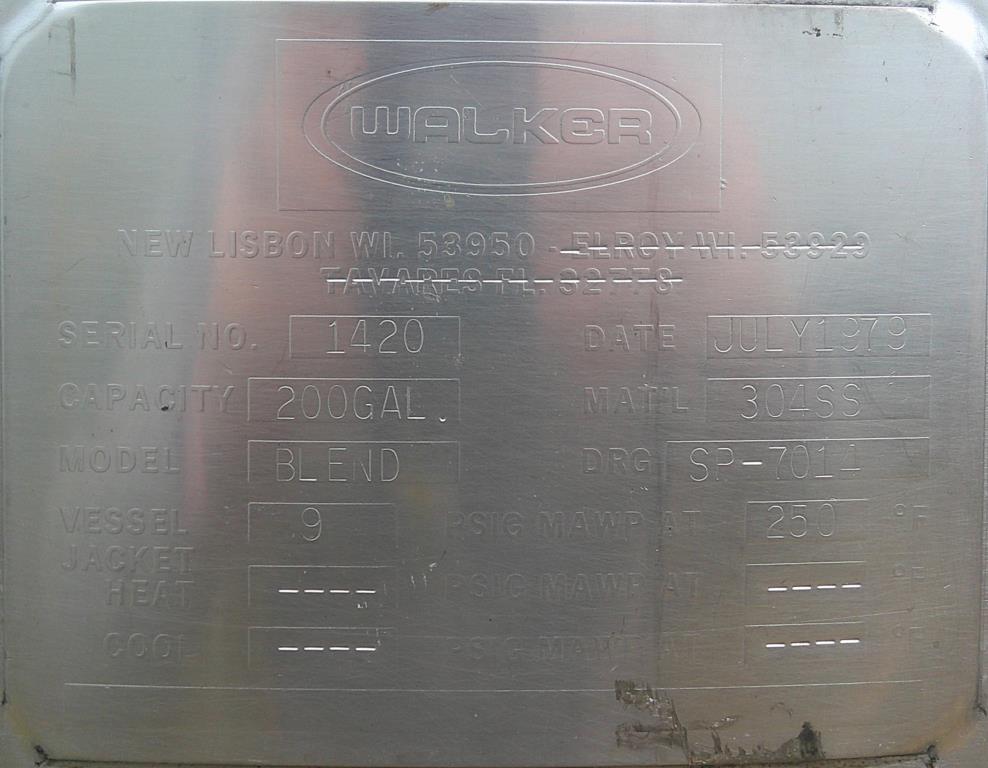 WALKER
NEW LISBON WI. 53950 - ELROY WI. 53929
TAVARES FL. 32778
SERIAL NO. 1420 DATE JULY1979
CAPACITY 200GAL. MAT'L 304SS
MODEL BLEND DRG SP-7014
VESSEL .9 PSIG MAWP AT 250 °F
JACKET
HEAT ---- PSIG MAWP AT ---- °F
COOL ---- PSIG MAWP AT ---- °F